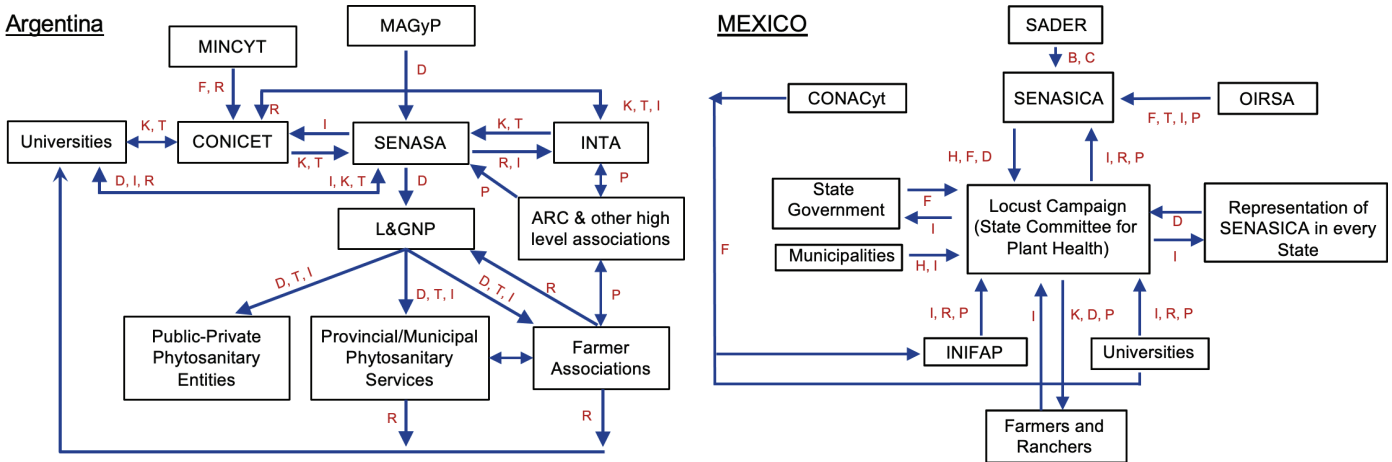 Argentina
MAGyP
MINCYT
D
F, R
R
K, T, I
Universities
K, T
CONICET
I
K, T
SENASA
K, T
R, I
INTA
D, I, R
I, K, T
D
P
P
L&GNP
ARC & other high
level associations
D, T, I
D, T, I
D, T, I
R
P
Public-Private
Phytosanitary
Entities
Provincial/Municipal
Phytosanitary
Services
Farmer
Associations
R
R
MEXICO
SADER
B, C
CONACyt
SENASICA
OIRSA
F, T, I, P
H, F, D
I, R, P
State
Government
F
I
Locust Campaign
(State Committee for
Plant Health)
D
I
Representation of
SENASICA in every
State
Municipalities
H, I
F
I, R, P
I
K, D, P
I, R, P
INIFAP
Universities
Farmers and
Ranchers